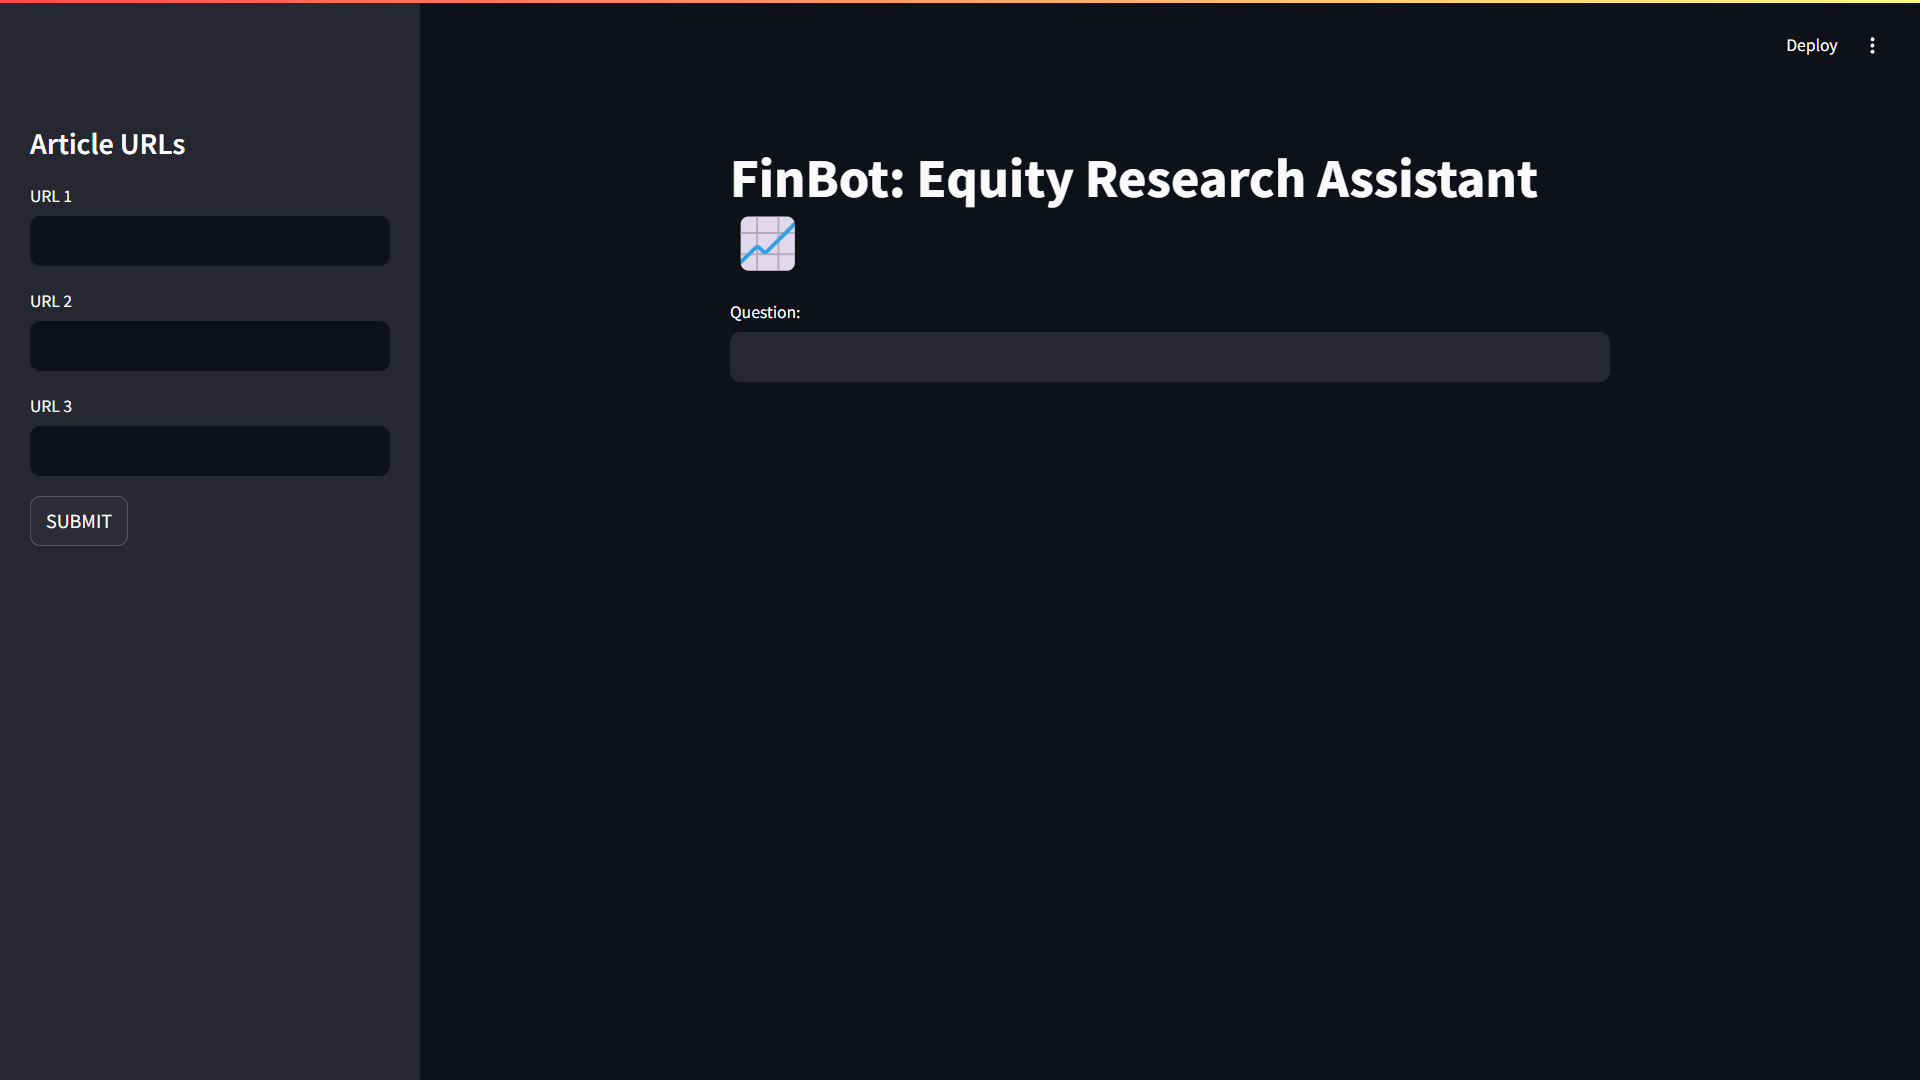 Deploy
Article URLs
URL 1
URL 2
URL 3
SUBMIT
FinBot: Equity Research Assistant
Question: